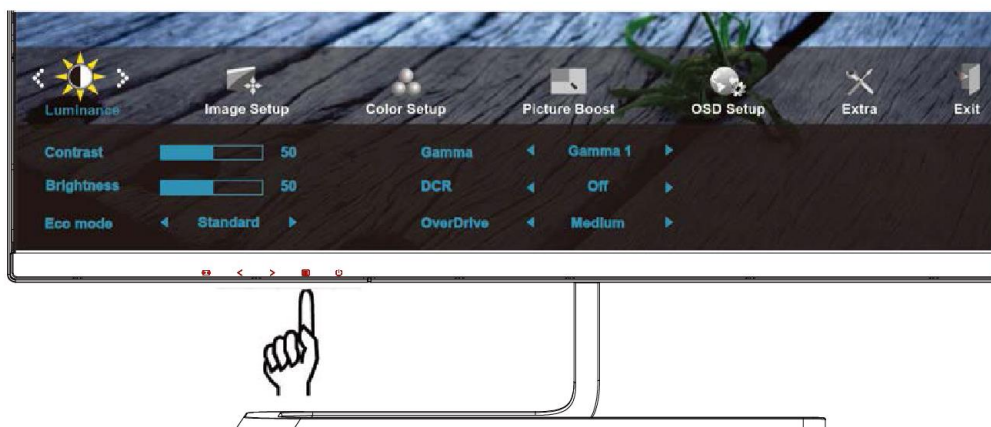 Luminance Image Setup Color Setup Picture Boost OSD Setup Extra Exit
Contrast 50 Gamma Gamma 1
Brightness 50 DCR Off
Eco mode Standard OverDrive Medium